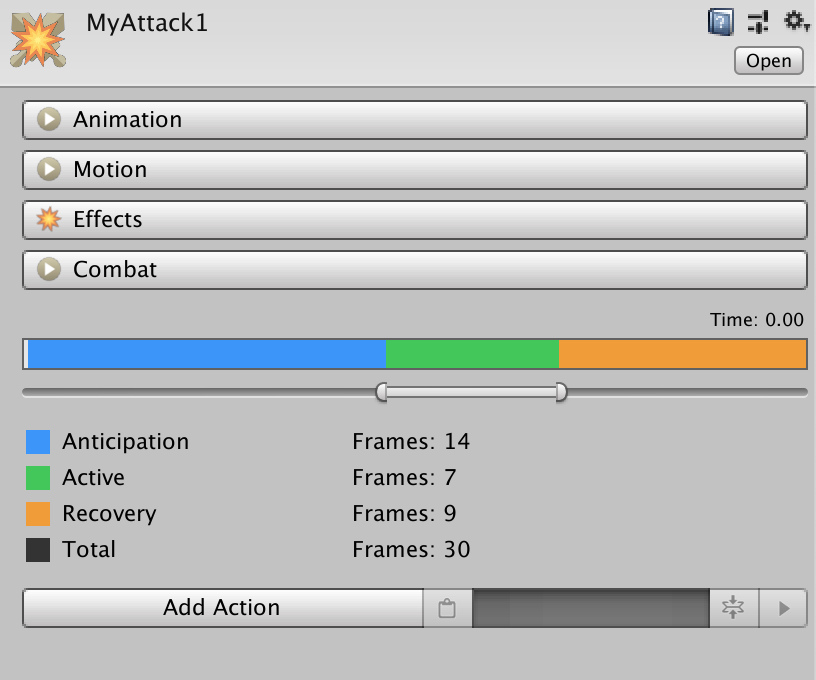 MyAttack1
Open
Animation
Motion
Effects
Combat
Time: 0.00
Anticipation Frames: 14
Active Frames: 7
Recovery Frames: 9
Total Frames: 30
Add Action